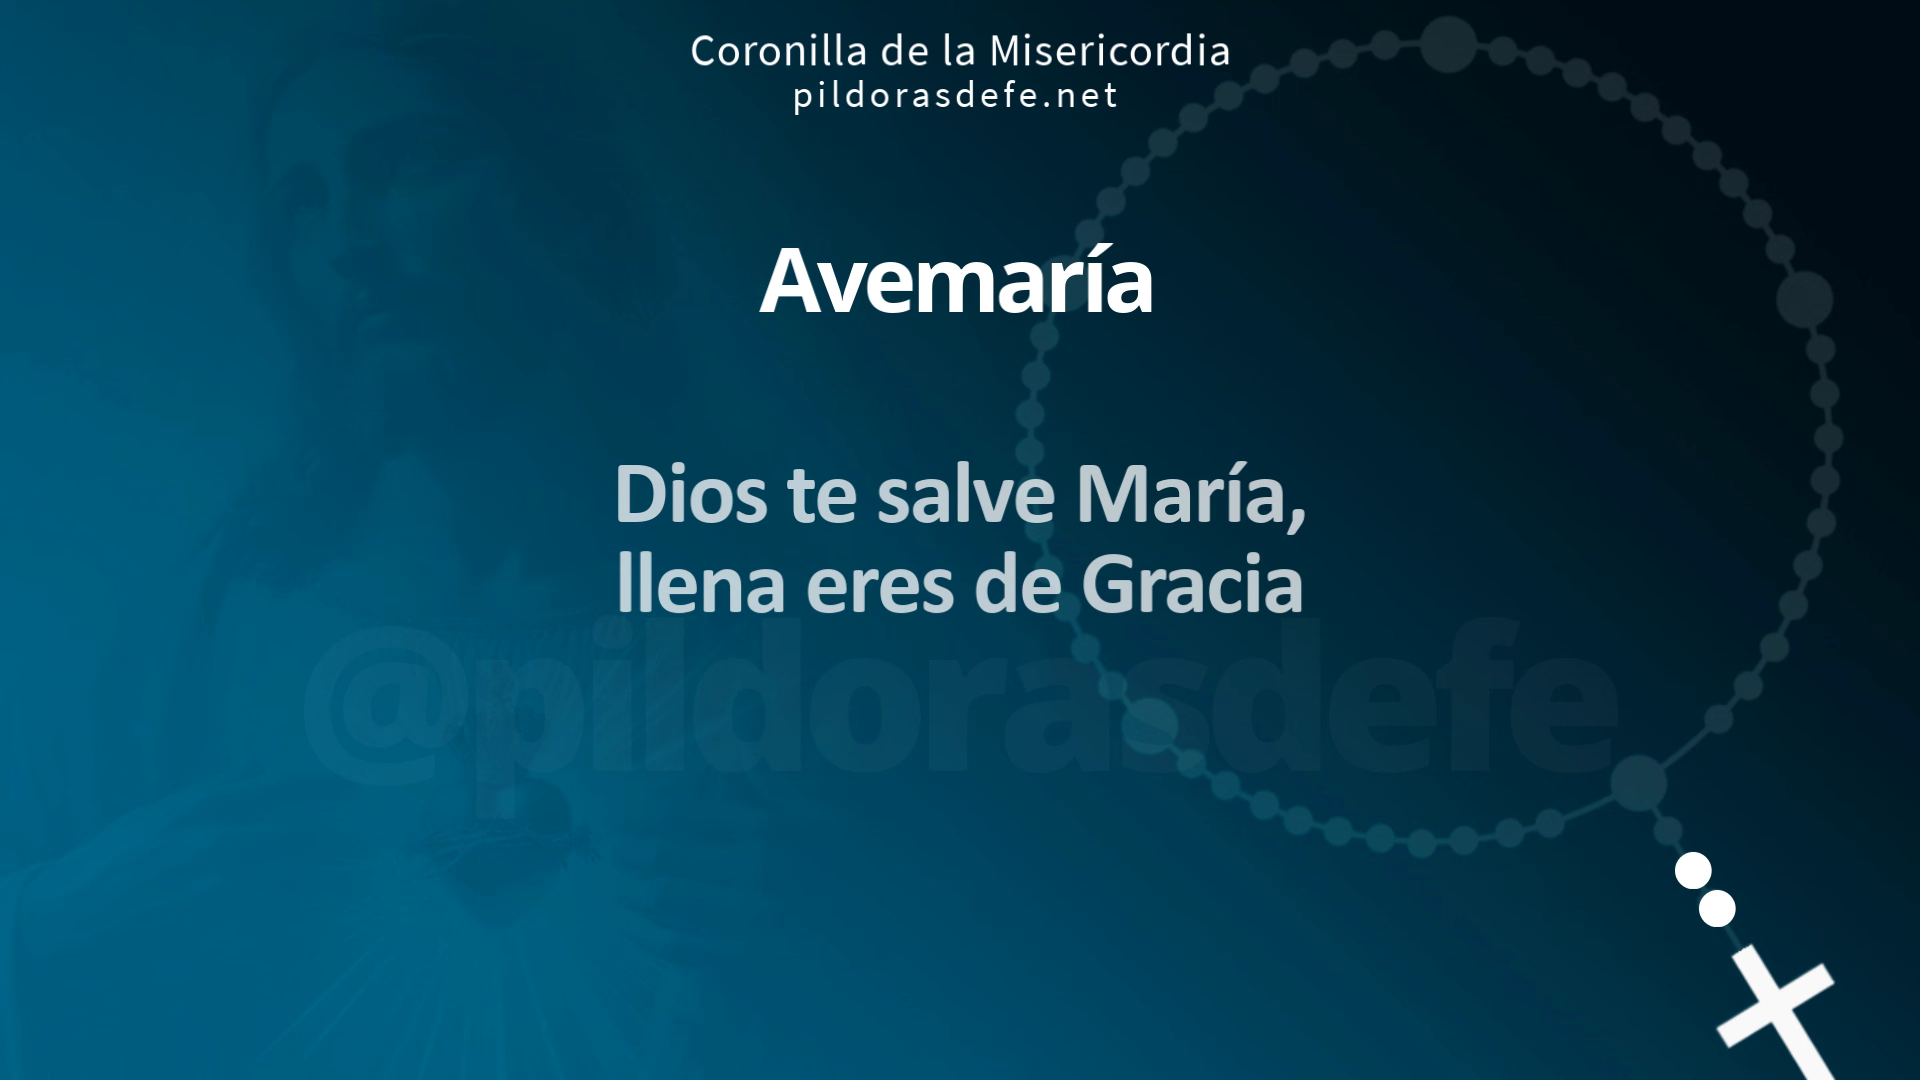 Coronilla de la Misericordia
pildorasdefe.net
Avemaría
Dios te salve María,
llena eres de Gracia
@pildorasdefe